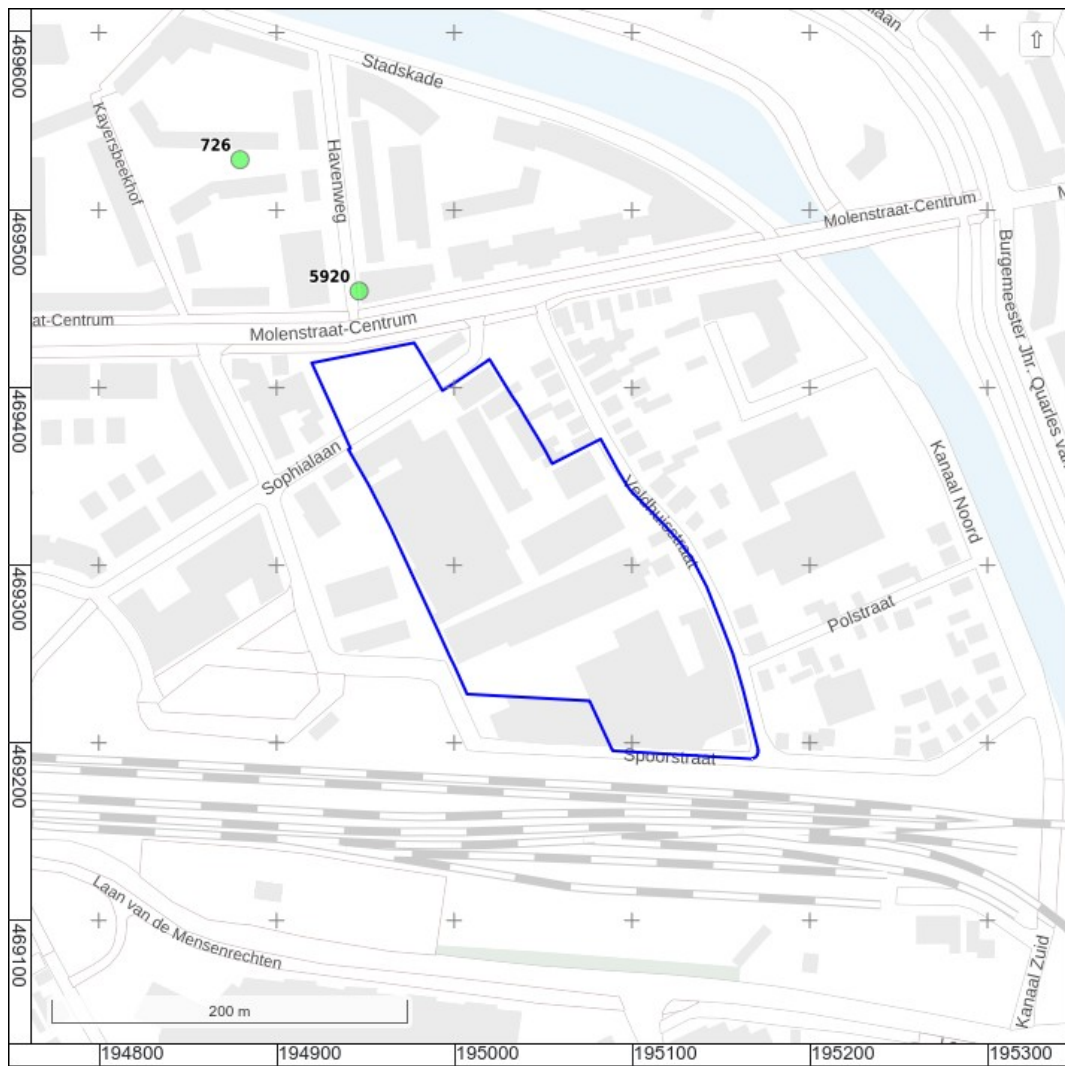 469600
469500
469400
469300
469200
469100
⇧
Stadskade
Kayersbeekhof
726
Havenweg
5920
Molenstraat-Centrum
Molenstraat-Centrum
at-Centrum
Burgemeester Jhr. Quarles van
Sophialaan
Veldhuisstraat
Kanaal Noord
Polstraat
Spoorstraat
Laan van de Mensenrechten
Kanaal Zuid
200 m
194800
194900
195000
195100
195200
195300